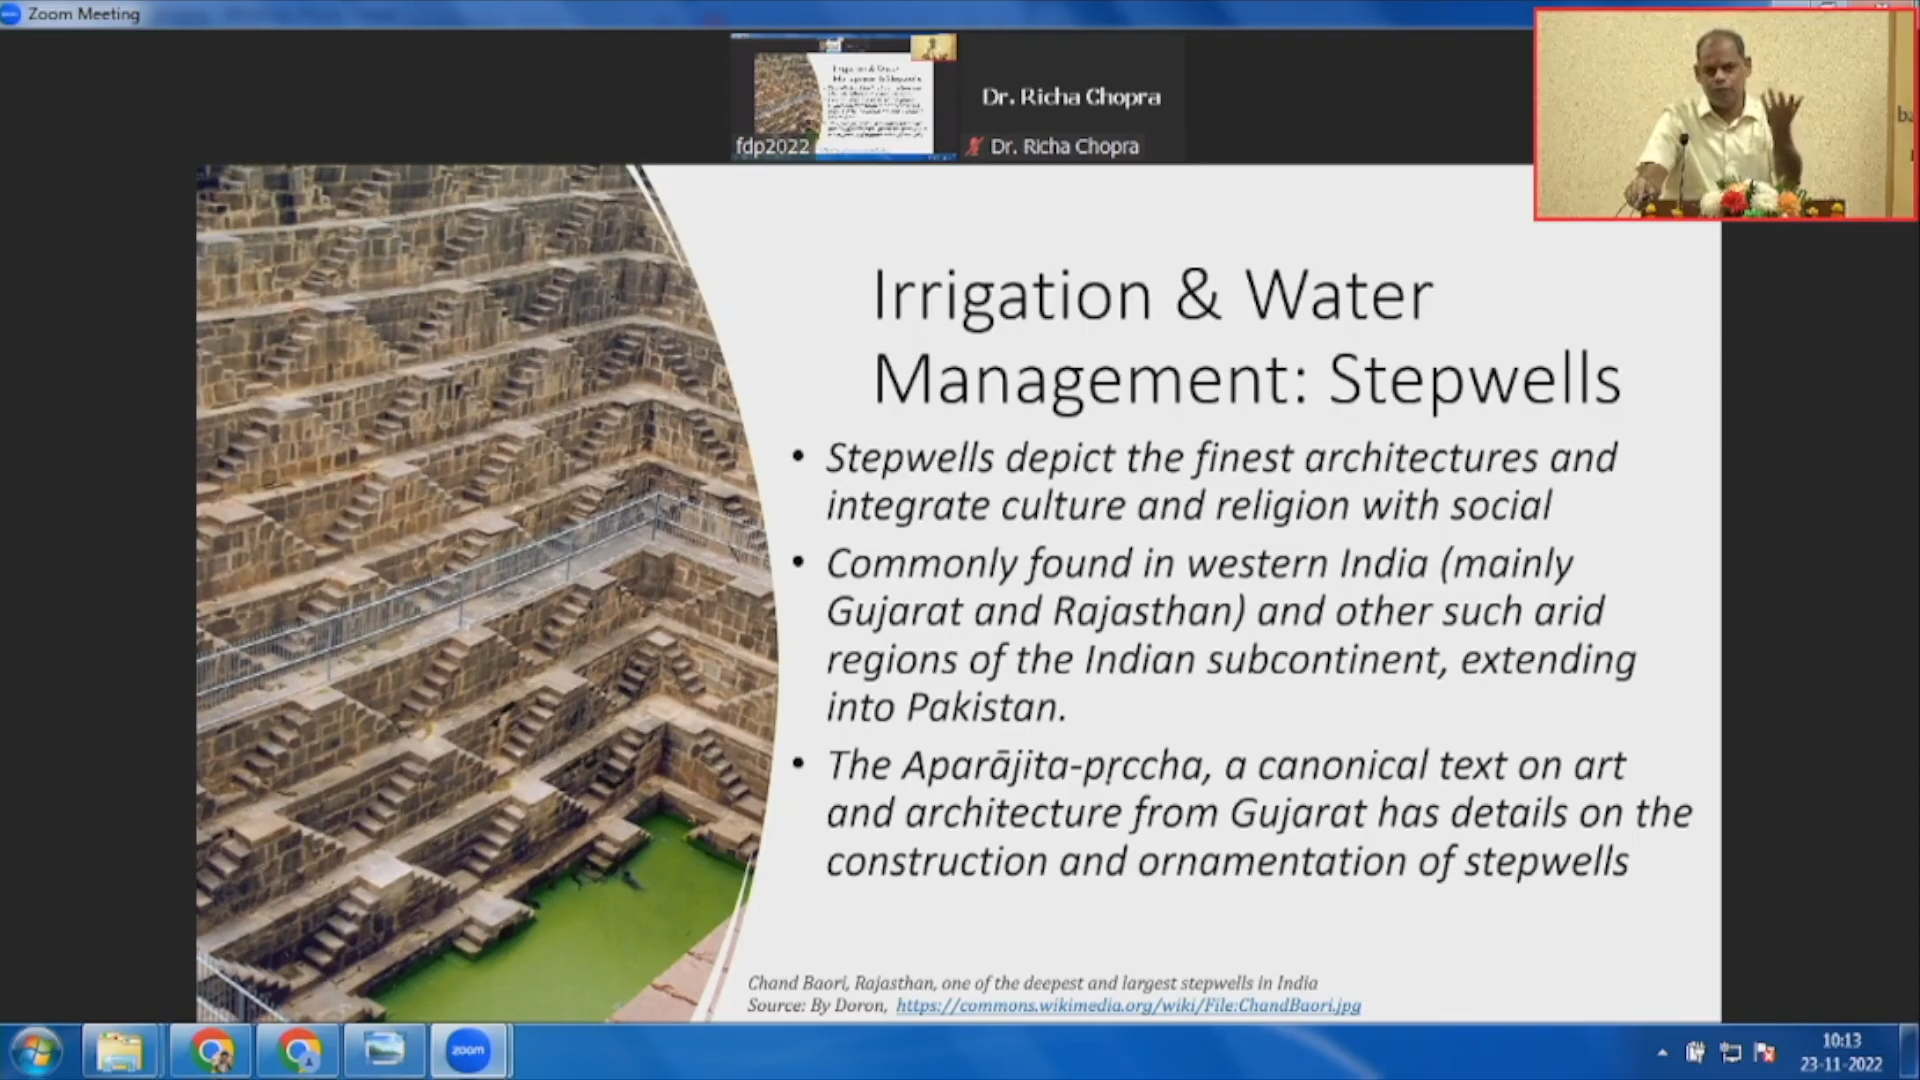 Zoom Meeting
fdp2022
Dr. Richa Chopra
Dr. Richa Chopra
Irrigation & Water
Management: Stepwells
• Stepwells depict the finest architectures and
integrate culture and religion with social
• Commonly found in western India (mainly
Gujarat and Rajasthan) and other such arid
regions of the Indian subcontinent, extending
into Pakistan.
• The Aparājita-pṛccha, a canonical text on art
and architecture from Gujarat has details on the
construction and ornamentation of stepwells
Chand Baori, Rajasthan, one of the deepest and largest stepwells in India
Source: By Doron, https://commons.wikimedia.org/wiki/File:ChandBaori.jpg
zoom
10:13
23-11-2022